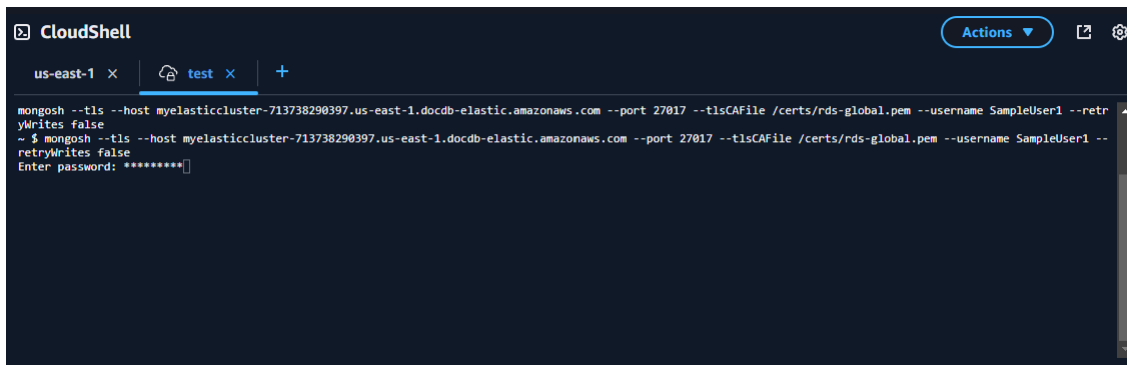 CloudShell
Actions
us-east-1
test
mongosh --tls --host myelasticcluster-713738290397.us-east-1.docdb-elastic.amazonaws.com --port 27017 --tlsCAFile /certs/rds-global.pem --username SampleUser1 --retr
yWrites false
~ $ mongosh --tls --host myelasticcluster-713738290397.us-east-1.docdb-elastic.amazonaws.com --port 27017 --tlsCAFile /certs/rds-global.pem --username SampleUser1 --
retryWrites false
Enter password: *********